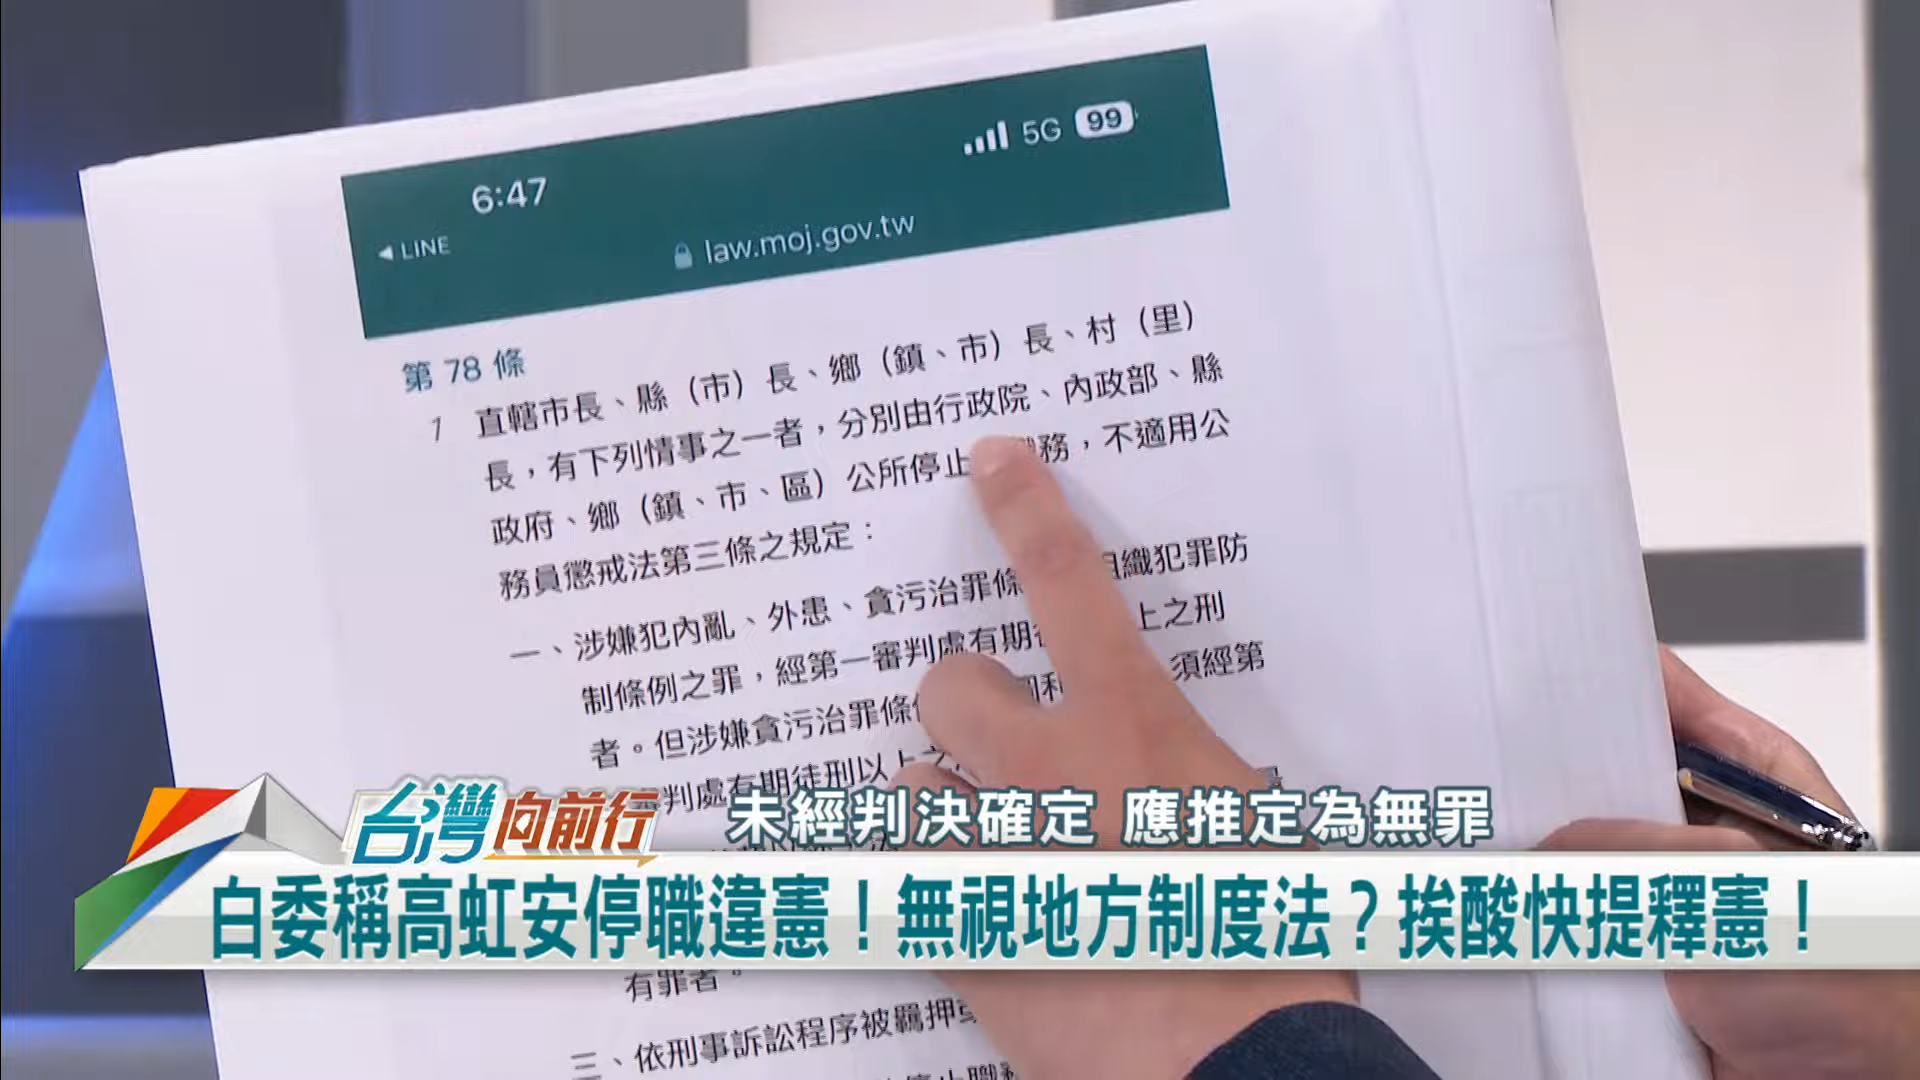 6:47
5G 99
LINE
law.moj.gov.tw
第 78 條
1 直轄市長、縣（市）長、鄉（鎮、市）長、村（里）
長，有下列情事之一者，分別由行政院、內政部、縣
政府、鄉（鎮、市、區）公所停止 務，不適用公
務員懲戒法第三條之規定：
一、涉嫌犯內亂、外患、貪污治罪條 組織犯罪防
制條例之罪，經第一審判處有期 上之刑
者。但涉嫌貪污治罪條 須經第
判處有期徒刑以上
台灣向前行
未經判決確定 應推定為無罪
白委稱高虹安停職違憲！無視地方制度法？挨酸快提釋憲！
有罪者。
三、依刑事訴訟程序被羈押